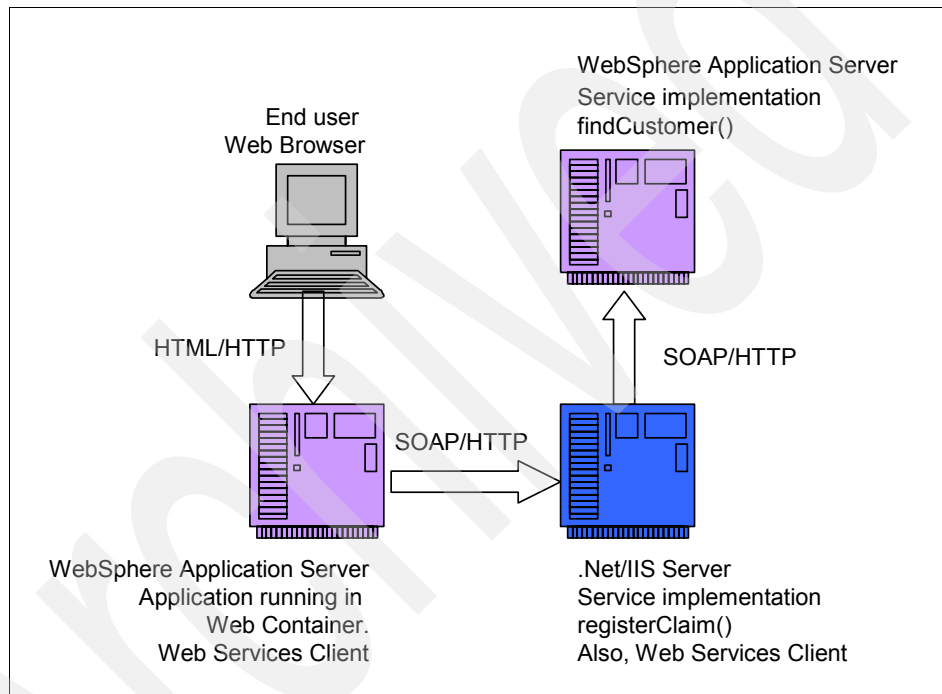 WebSphere Application Server
Service implementation
findCustomer()
End user
Web Browser
HTML/HTTP
SOAP/HTTP
SOAP/HTTP
WebSphere Application Server
Application running in
Web Container.
Web Services Client
.Net/IIS Server
Service implementation
registerClaim()
Also, Web Services Client
Archived